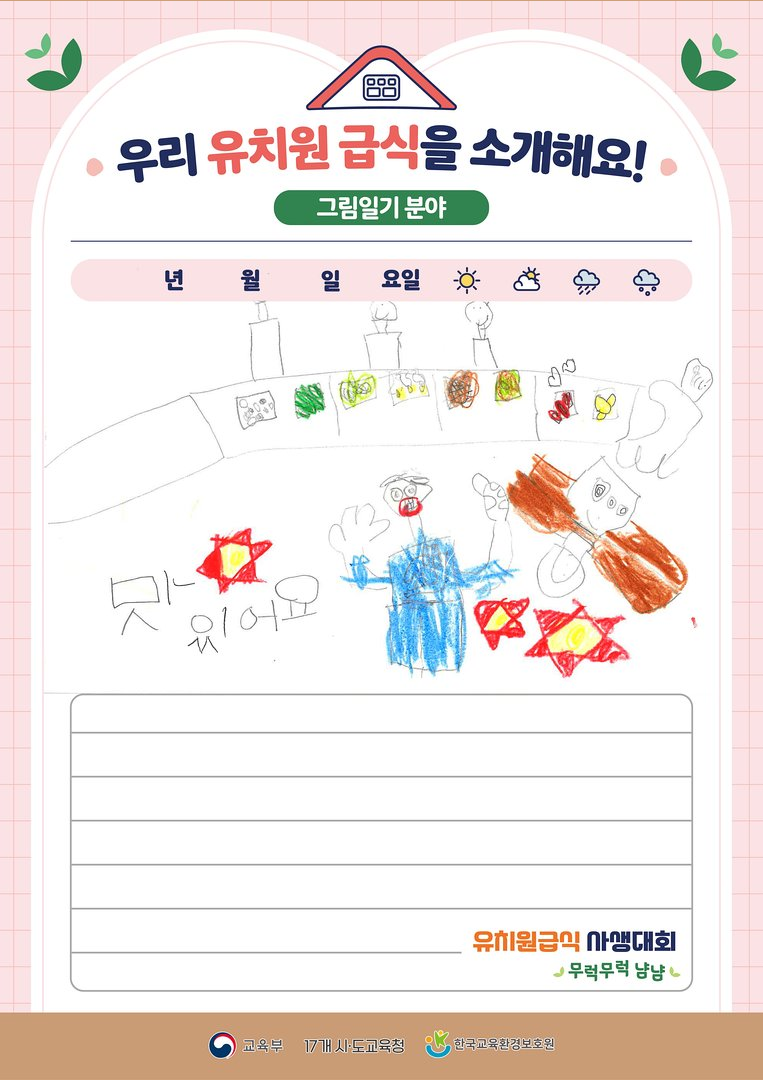 우리 유치원 급식을 소개해요!
그림일기 분야
년 월 일 요일
맛있어요
유치원급식 사생대회
무럭무럭 냠냠
교육부 17개 시·도교육청 한국교육환경보호원